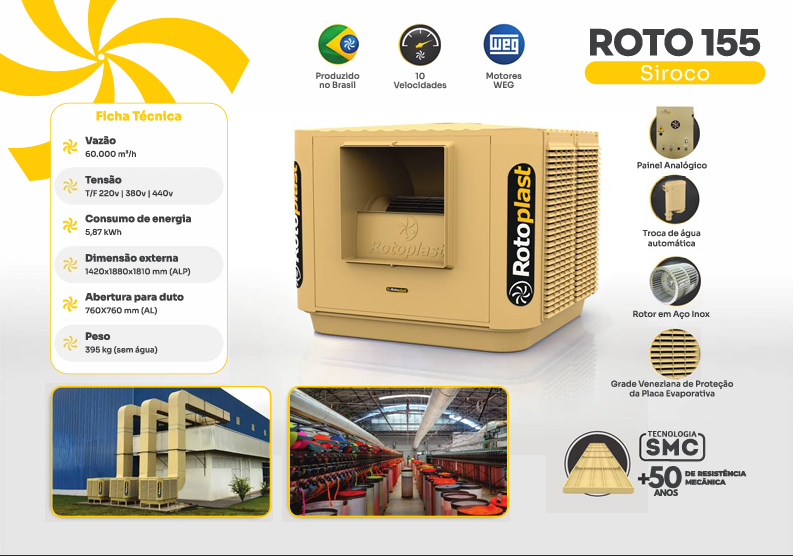 Produzido
no Brasil
10
Velocidades
WEG
Motores
WEG
ROTO 155
Siroco
Ficha Técnica
Vazão
60.000 m³/h
Tensão
T/F 220v | 380v | 440v
Consumo de energia
5,87 kWh
Dimensão externa
1420x1880x1810 mm (ALP)
Abertura para duto
760X760 mm (AL)
Peso
395 kg (sem água)
Rotoplast
Rotoplast
Rotoplast
Rotoplast
Painel Analógico
Troca de água
automática
Rotor em Aço Inox
Grade Veneziana de Proteção
da Placa Evaporativa
TECNOLOGIA
SMC
+50
ANOS
DE RESISTÊNCIA
MECÂNICA